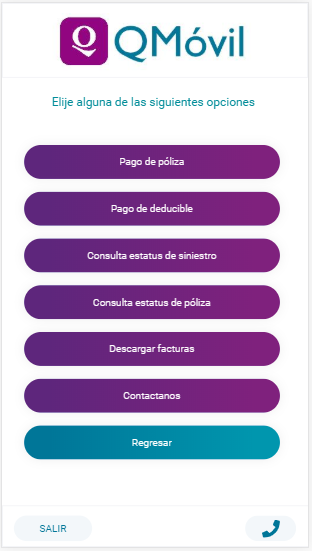 QMóvil
Elije alguna de las siguientes opciones
Pago de póliza
Pago de deducible
Consulta estatus de siniestro
Consulta estatus de póliza
Descargar facturas
Contactanos
Regresar
SALIR